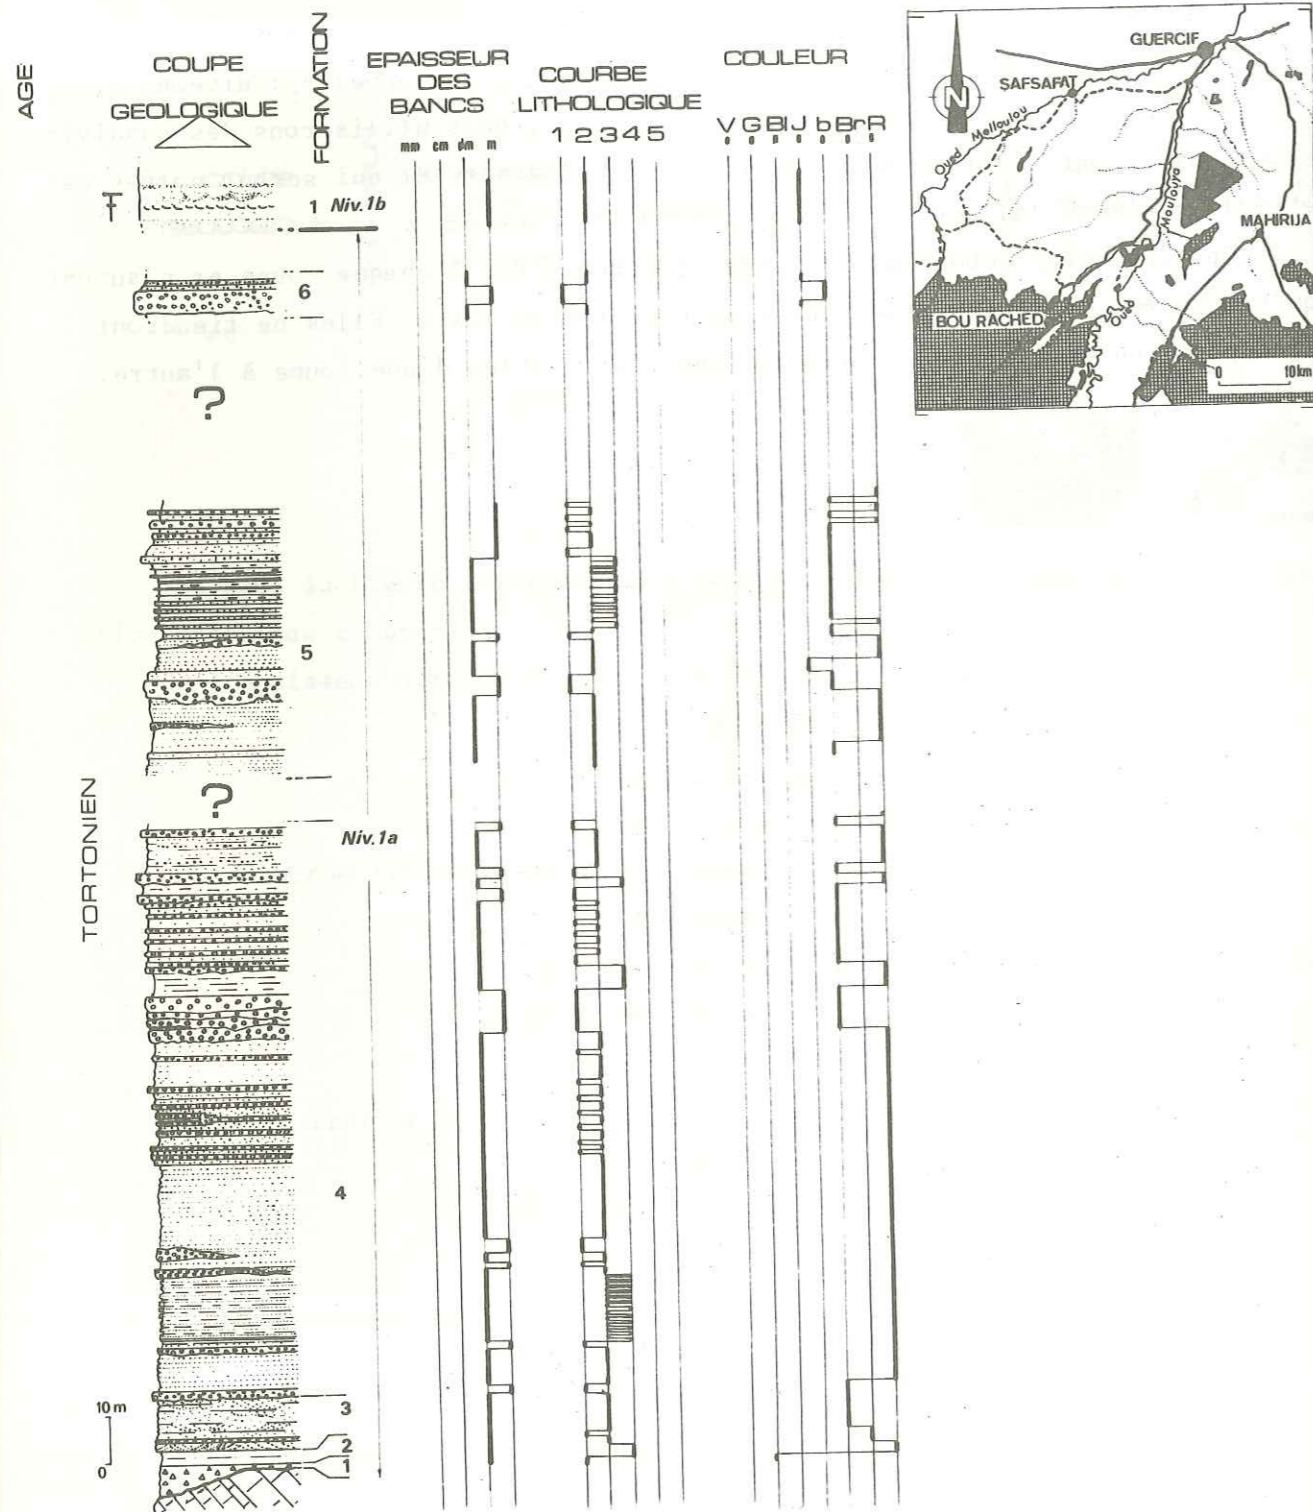 AGE
COUPE
GEOLOGIQUE
FORMATION
EPAISSEUR
DES
BANCS
mm cm dm m
COURBE
LITHOLOGIQUE
1 2 3 4 5
COULEUR
V G Bl J b Br R
GUERCIF
SAFSAFAT
N
Oued Melloulou
Moulouya
MAHIRIJA
BOU RACHED
Oued
0 10 km
1 Niv. 1b
6
?
5
?
Niv. 1a
TORTONIEN
4
3
2
1
10 m
0